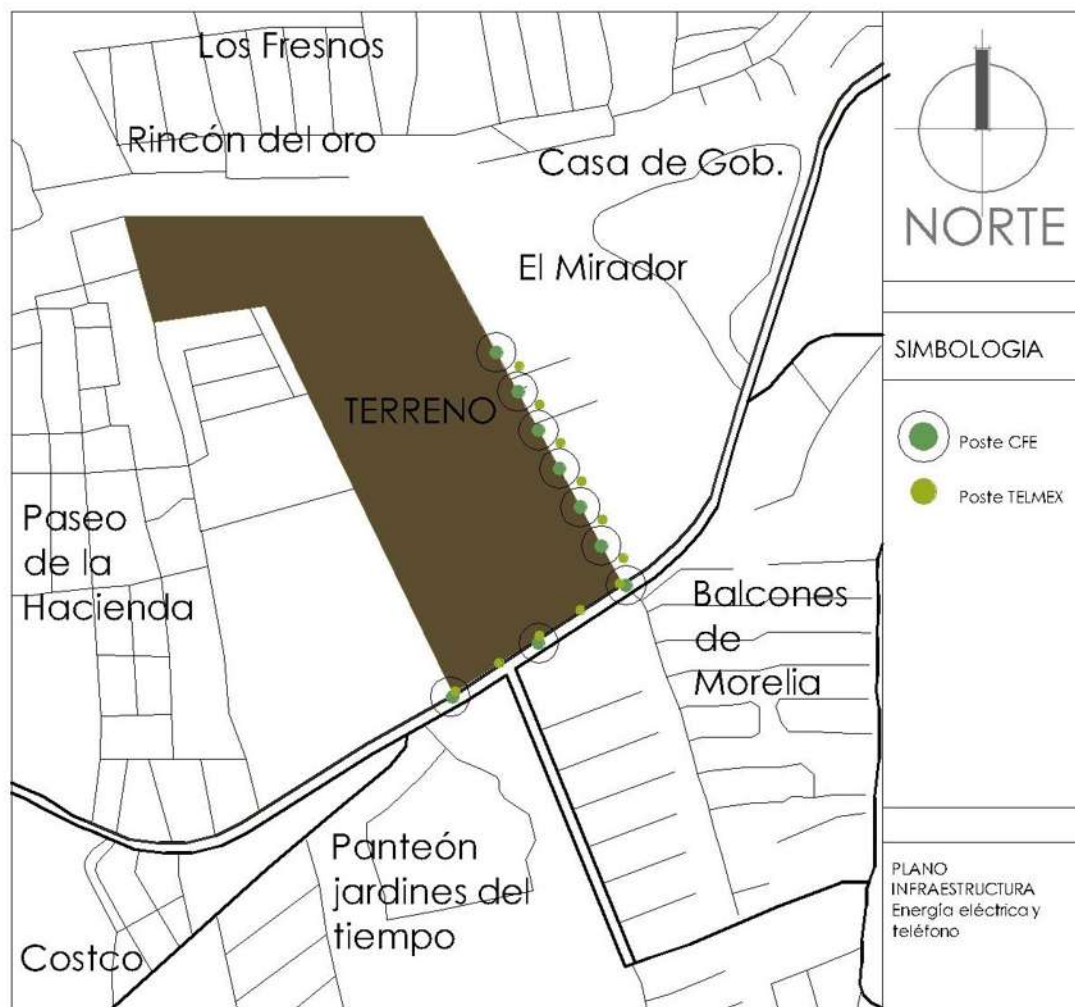 Los Fresnos
Rincón del oro
Casa de Gob.
El Mirador
TERRENO
Paseo
de la
Hacienda
Balcones
de
Morelia
Panteón
jardines del
tiempo
Costco
NORTE
SIMBOLOGIA
Poste CFE
Poste TELMEX
PLANO
INFRAESTRUCTURA
Energía eléctrica y
teléfono